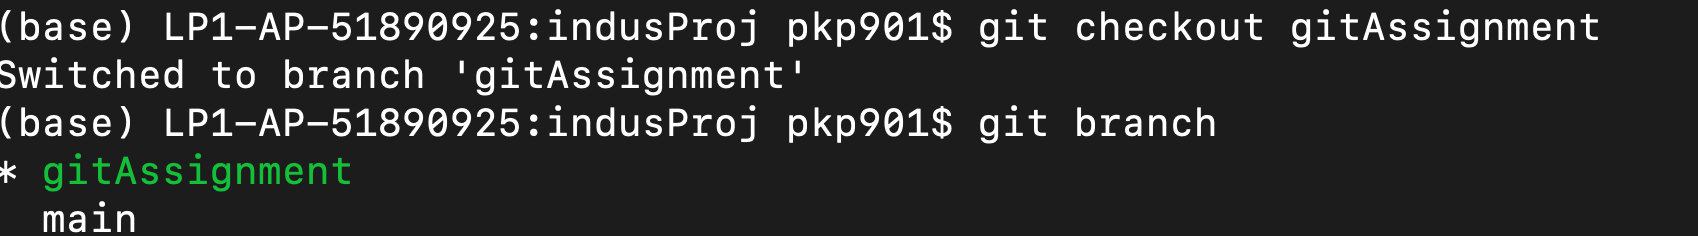 (base) LP1-AP-51890925:indusProj pkp901$ git checkout gitAssignment
Switched to branch 'gitAssignment'
(base) LP1-AP-51890925:indusProj pkp901$ git branch
* gitAssignment
  main